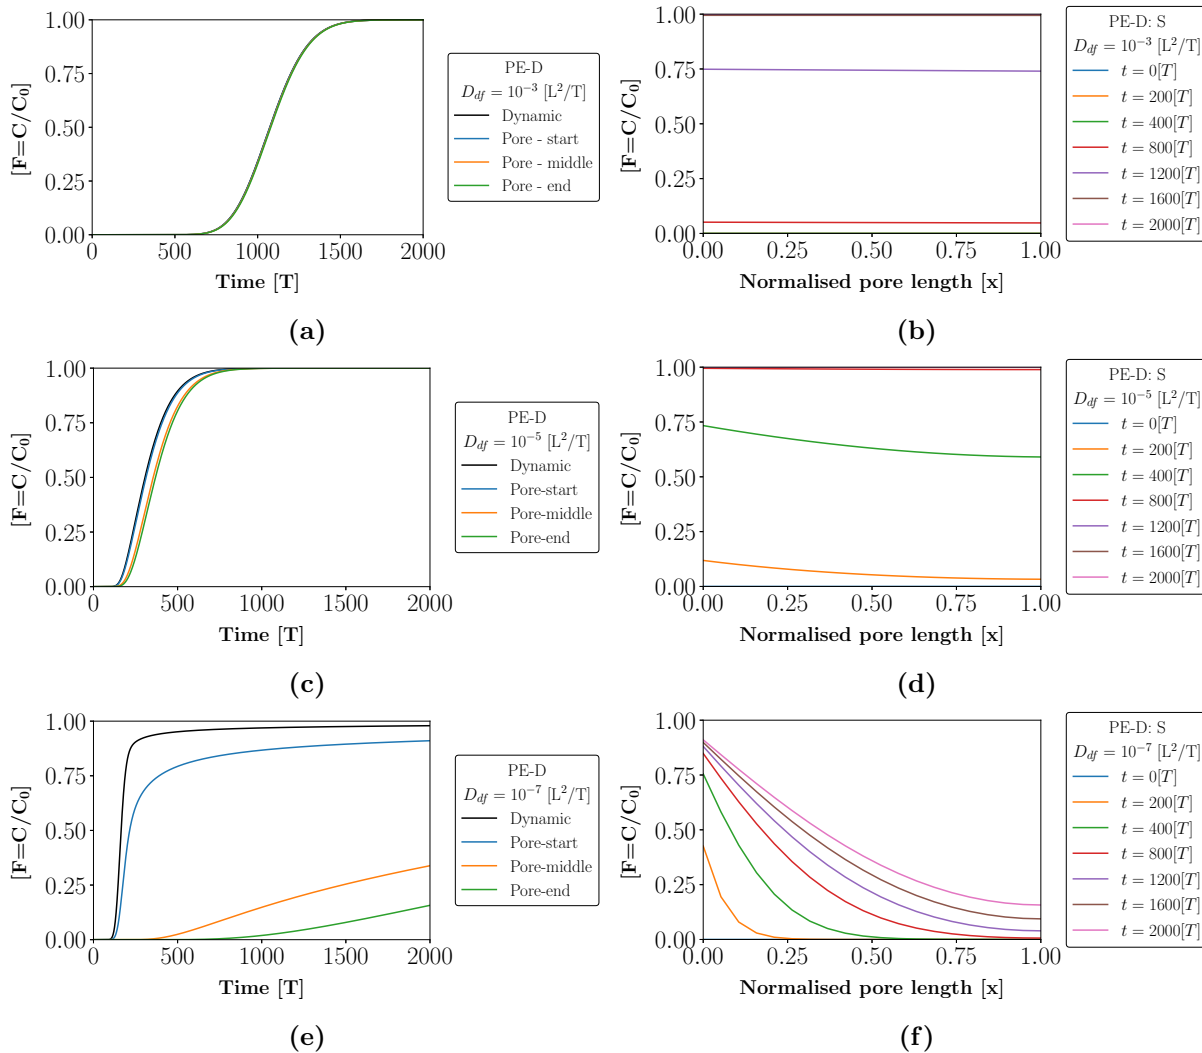 1.00
0.75
0.50
0.25
0.00
[F=C/C₀]
0
500
1000
1500
2000
Time [T]
PE-D
D_df = 10⁻³ [L²/T]
Dynamic
Pore - start
Pore - middle
Pore - end
(a)
1.00
0.75
0.50
0.25
0.00
[F=C/C₀]
0.00
0.25
0.50
0.75
1.00
Normalised pore length [x]
PE-D: S
D_df = 10⁻³ [L²/T]
t = 0[T]
t = 200[T]
t = 400[T]
t = 800[T]
t = 1200[T]
t = 1600[T]
t = 2000[T]
(b)
1.00
0.75
0.50
0.25
0.00
[F=C/C₀]
0
500
1000
1500
2000
Time [T]
PE-D
D_df = 10⁻⁵ [L²/T]
Dynamic
Pore-start
Pore-middle
Pore-end
(c)
1.00
0.75
0.50
0.25
0.00
[F=C/C₀]
0.00
0.25
0.50
0.75
1.00
Normalised pore length [x]
PE-D: S
D_df = 10⁻⁵ [L²/T]
t = 0[T]
t = 200[T]
t = 400[T]
t = 800[T]
t = 1200[T]
t = 1600[T]
t = 2000[T]
(d)
1.00
0.75
0.50
0.25
0.00
[F=C/C₀]
0
500
1000
1500
2000
Time [T]
PE-D
D_df = 10⁻⁷ [L²/T]
Dynamic
Pore-start
Pore-middle
Pore-end
(e)
1.00
0.75
0.50
0.25
0.00
[F=C/C₀]
0.00
0.25
0.50
0.75
1.00
Normalised pore length [x]
PE-D: S
D_df = 10⁻⁷ [L²/T]
t = 0[T]
t = 200[T]
t = 400[T]
t = 800[T]
t = 1200[T]
t = 1600[T]
t = 2000[T]
(f)